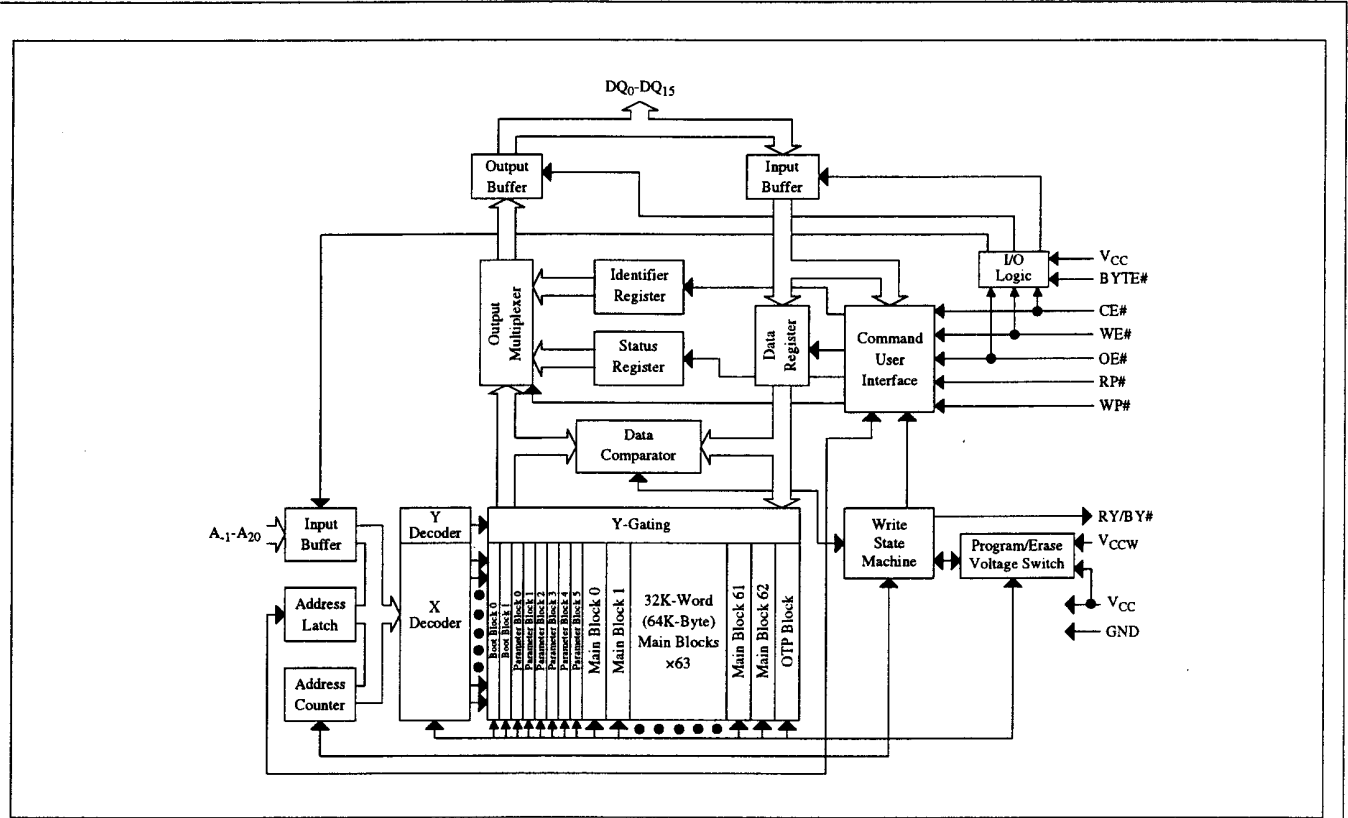 DQ0-DQ15
Output
Buffer
Input
Buffer
I/O
Logic
VCC
BYTE#
CE#
WE#
OE#
RP#
WP#
Output
Multiplexer
Identifier
Register
Status
Register
Data
Register
Command
User
Interface
Data
Comparator
A-1-A20
Input
Buffer
Address
Latch
Address
Counter
Y
Decoder
X
Decoder
Y-Gating
Boot Block 0
Boot Block 1
Parameter Block 0
Parameter Block 1
Parameter Block 2
Parameter Block 3
Parameter Block 4
Parameter Block 5
Main Block 0
Main Block 1
32K-Word
(64K-Byte)
Main Blocks
×63
Main Block 61
Main Block 62
OTP Block
Write
State
Machine
Program/Erase
Voltage Switch
RY/BY#
VCCW
VCC
GND